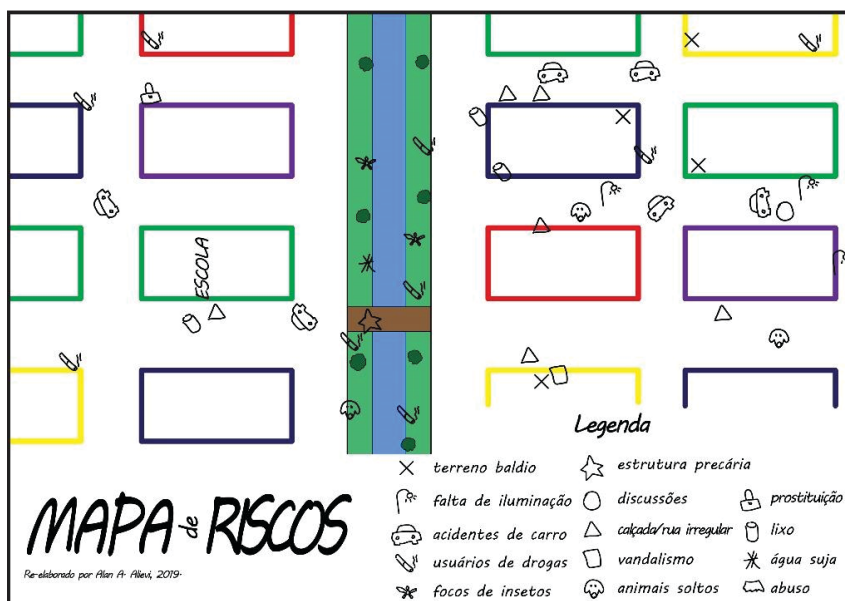 ESCOLA
Legenda
terreno baldio
estrutura precária
falta de iluminação
discussões
prostituição
acidentes de carro
calçada/rua irregular
lixo
usuários de drogas
vandalismo
água suja
focos de insetos
animais soltos
abuso
MAPA de RISCOS
Re-elaborado por Alan A. Alievi, 2019.